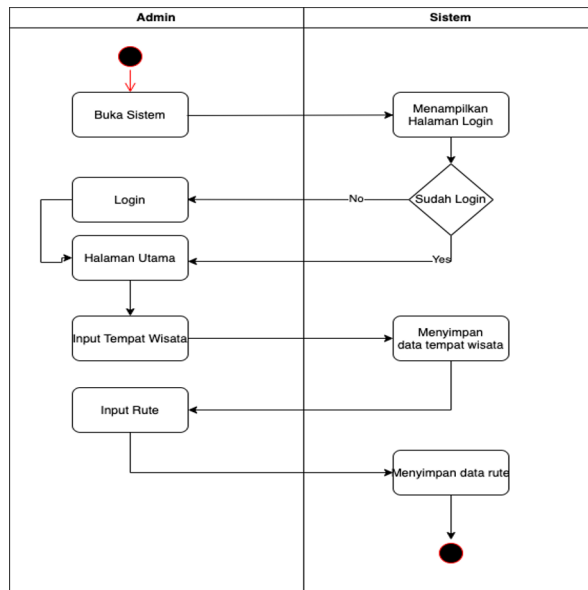 Admin
Sistem
Buka Sistem
Menampilkan
Halaman Login
Login
No
Sudah Login
Halaman Utama
Yes
Input Tempat Wisata
Menyimpan
data tempat wisata
Input Rute
Menyimpan data rute